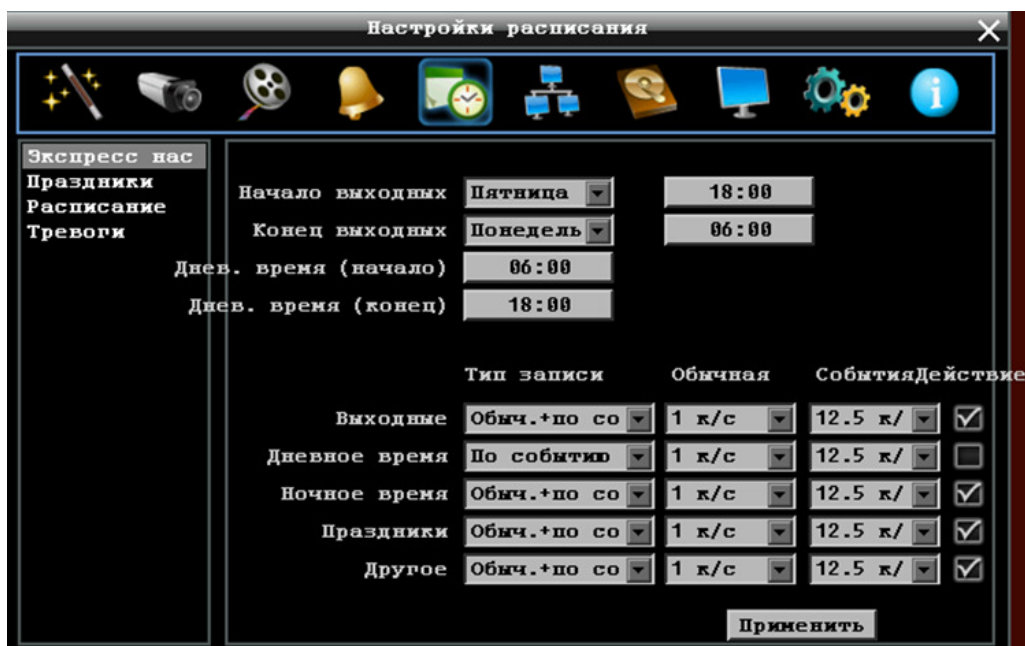 Настройки расписания
Экспресс нас
Праздники
Расписание
Тревоги
Начало выходных Пятница 18:00
Конец выходных Понедель 06:00
Днев. время (начало) 06:00
Днев. время (конец) 18:00
Тип записи Обычная События Действие
Выходные Обыч.+по со 1 к/с 12.5 к/
Дневное время По событию 1 к/с 12.5 к/
Ночное время Обыч.+по со 1 к/с 12.5 к/
Праздники Обыч.+по со 1 к/с 12.5 к/
Другое Обыч.+по со 1 к/с 12.5 к/
Применить